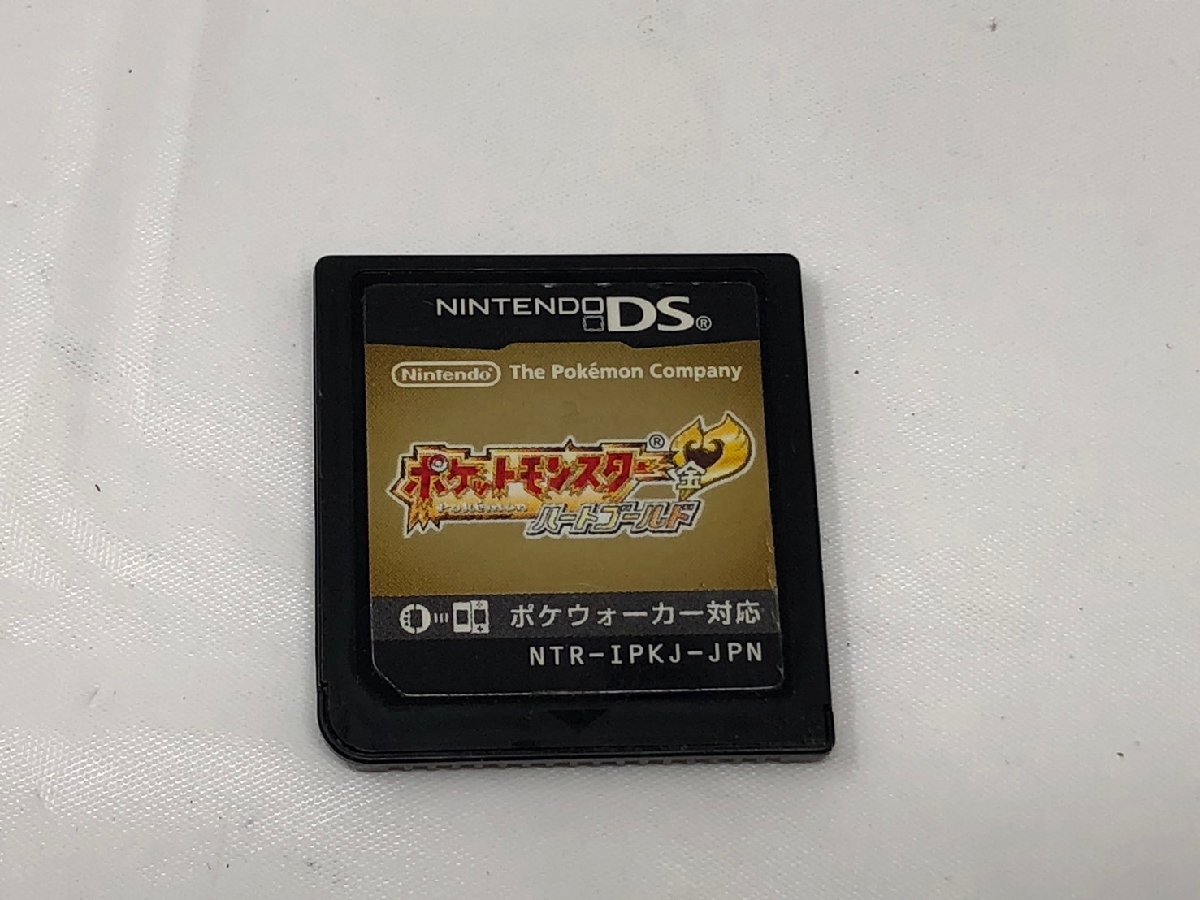 NINTENDO DS®
Nintendo® The Pokémon Company
ポケットモンスター®
金
Pokémon
ハートゴールド
ポケウォーカー対応
NTR-IPKJ-JPN